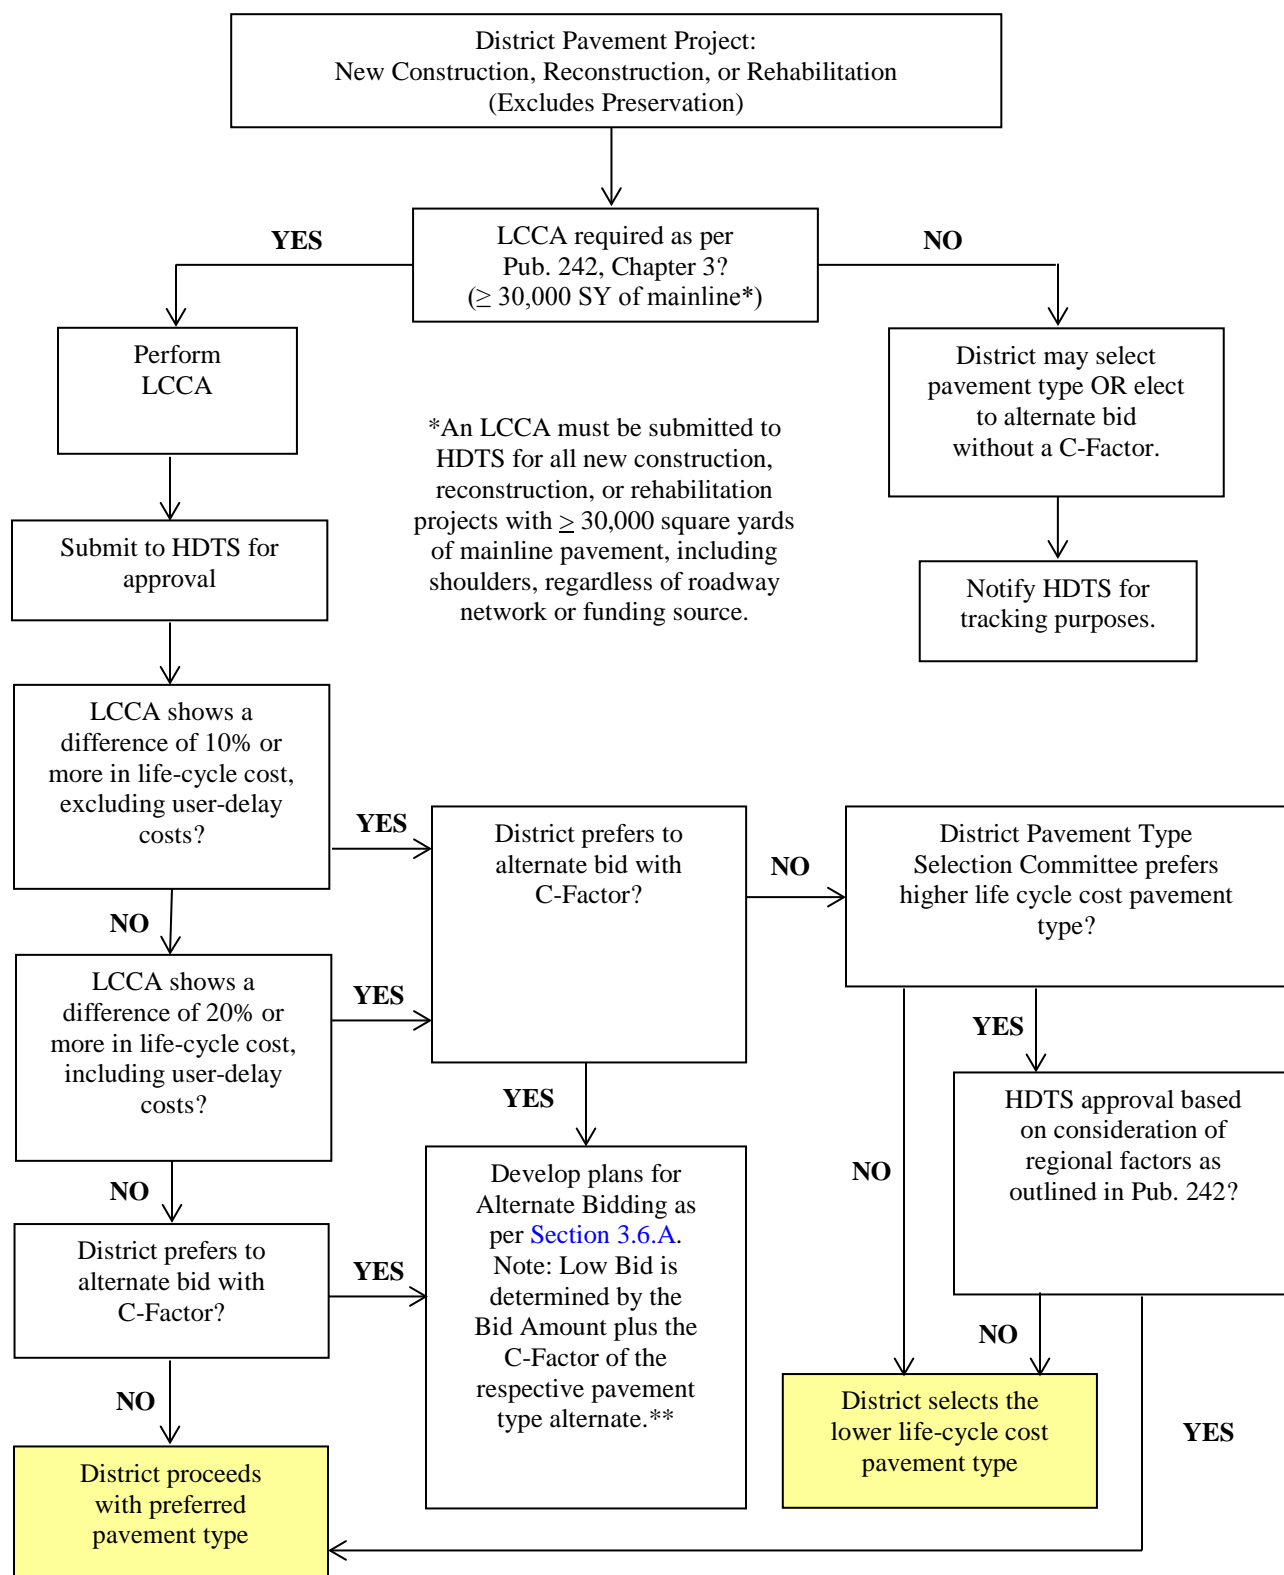 District Pavement Project:
New Construction, Reconstruction, or Rehabilitation
(Excludes Preservation)
YES
LCCA required as per
Pub. 242, Chapter 3?
(≥ 30,000 SY of mainline*)
NO
Perform
LCCA
District may select
pavement type OR elect
to alternate bid
without a C-Factor.
*An LCCA must be submitted to
HDTS for all new construction,
reconstruction, or rehabilitation
projects with ≥ 30,000 square yards
of mainline pavement, including
shoulders, regardless of roadway
network or funding source.
Submit to HDTS for
approval
Notify HDTS for
tracking purposes.
LCCA shows a
difference of 10% or
more in life-cycle cost,
excluding user-delay
costs?
YES
District prefers to
alternate bid with
C-Factor?
NO
District Pavement Type
Selection Committee prefers
higher life cycle cost pavement
type?
NO
LCCA shows a
difference of 20% or
more in life-cycle cost,
including user-delay
costs?
YES
YES
YES
HDTS approval based
on consideration of
regional factors as
outlined in Pub. 242?
NO
NO
Develop plans for
Alternate Bidding as
per Section 3.6.A.
Note: Low Bid is
determined by the
Bid Amount plus the
C-Factor of the
respective pavement
type alternate.**
District prefers to
alternate bid with
C-Factor?
YES
NO
NO
District selects the
lower life-cycle cost
pavement type
YES
District proceeds
with preferred
pavement type